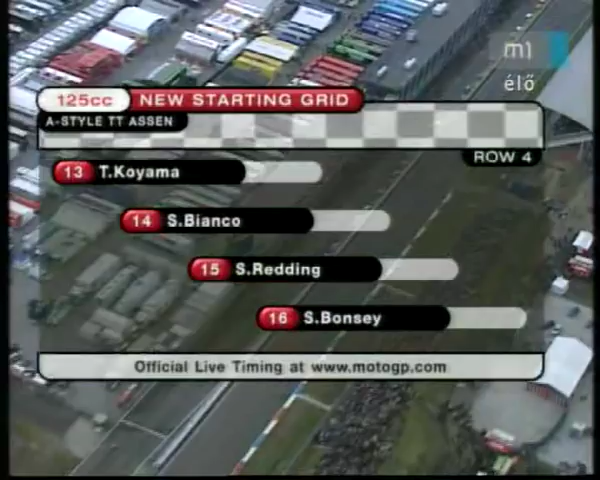 m1
élő
125cc NEW STARTING GRID
A-STYLE TT ASSEN
ROW 4
13 T.Koyama
14 S.Bianco
15 S.Redding
16 S.Bonsey
Official Live Timing at www.motogp.com